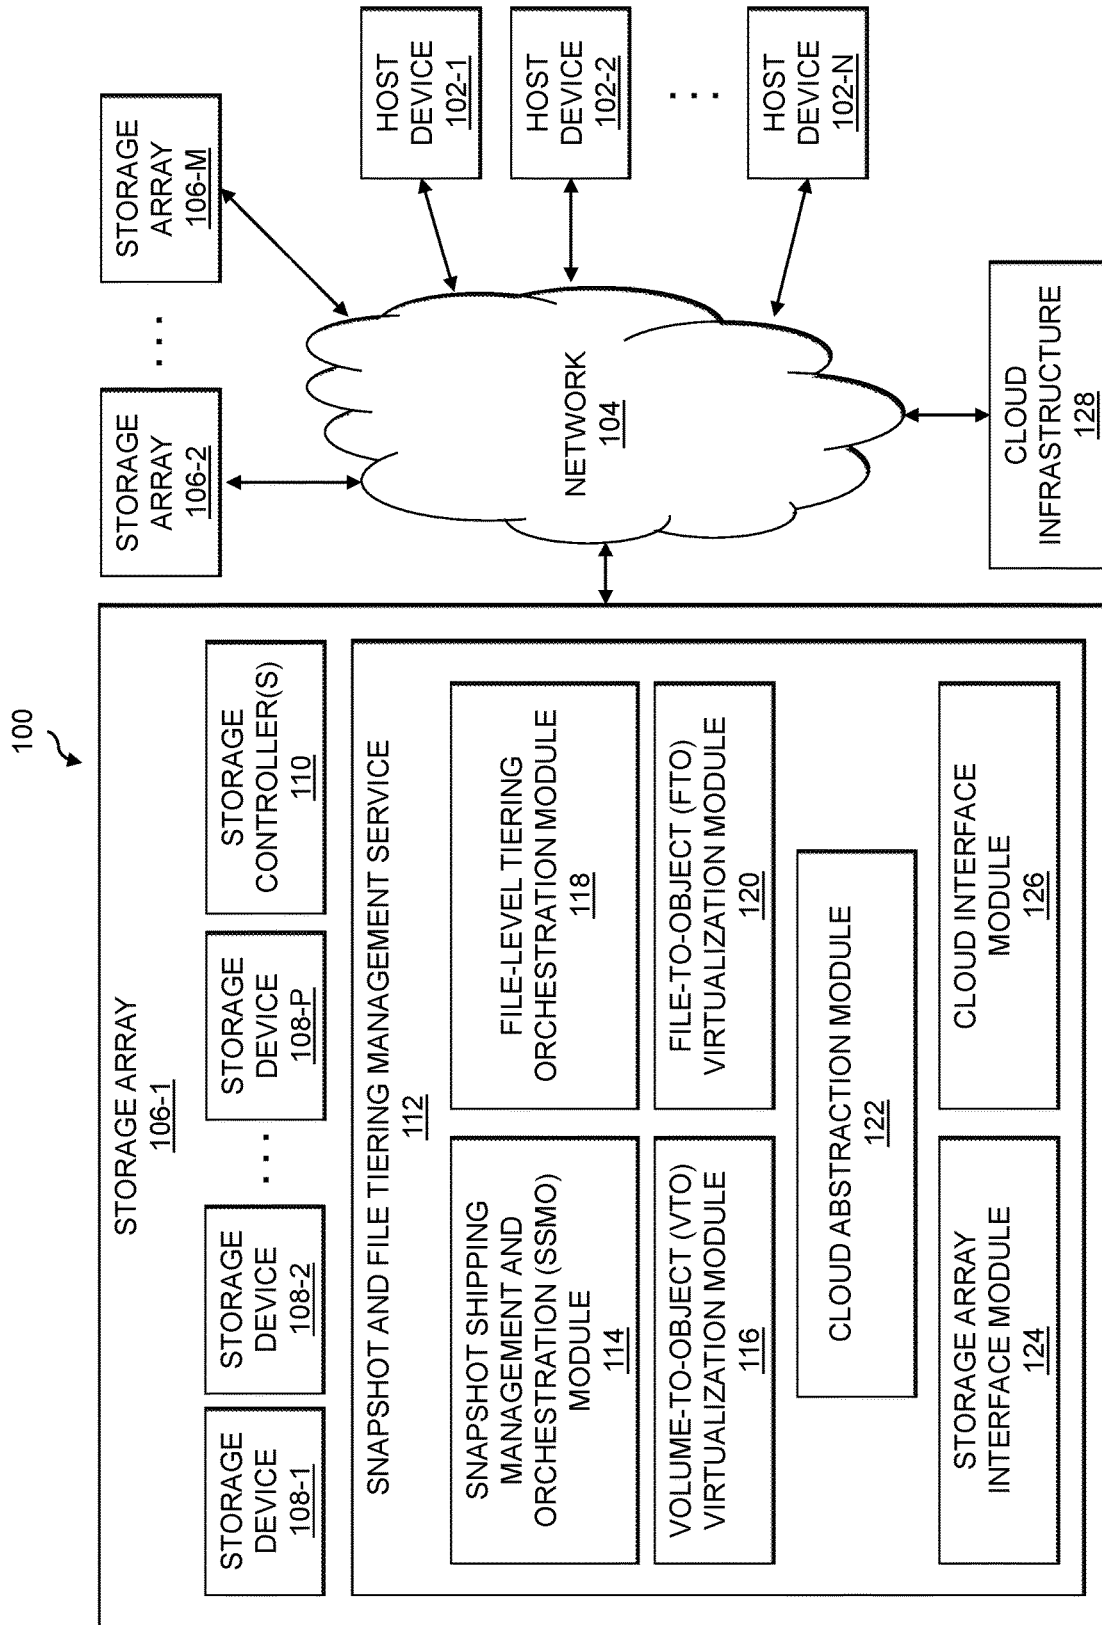 100
STORAGE ARRAY
106-1
STORAGE
DEVICE
108-1
STORAGE
DEVICE
108-2
. . .
STORAGE
DEVICE
108-P
STORAGE
CONTROLLER(S)
110
SNAPSHOT AND FILE TIERING MANAGEMENT SERVICE
112
SNAPSHOT SHIPPING
MANAGEMENT AND
ORCHESTRATION (SSMO)
MODULE
114
FILE-LEVEL TIERING
ORCHESTRATION MODULE
118
VOLUME-TO-OBJECT (VTO)
VIRTUALIZATION MODULE
116
FILE-TO-OBJECT (FTO)
VIRTUALIZATION MODULE
120
CLOUD ABSTRACTION MODULE
122
STORAGE ARRAY
INTERFACE MODULE
124
CLOUD INTERFACE
MODULE
126
STORAGE
ARRAY
106-2
. . .
STORAGE
ARRAY
106-M
NETWORK
104
HOST
DEVICE
102-1
HOST
DEVICE
102-2
. . .
HOST
DEVICE
102-N
CLOUD
INFRASTRUCTURE
128